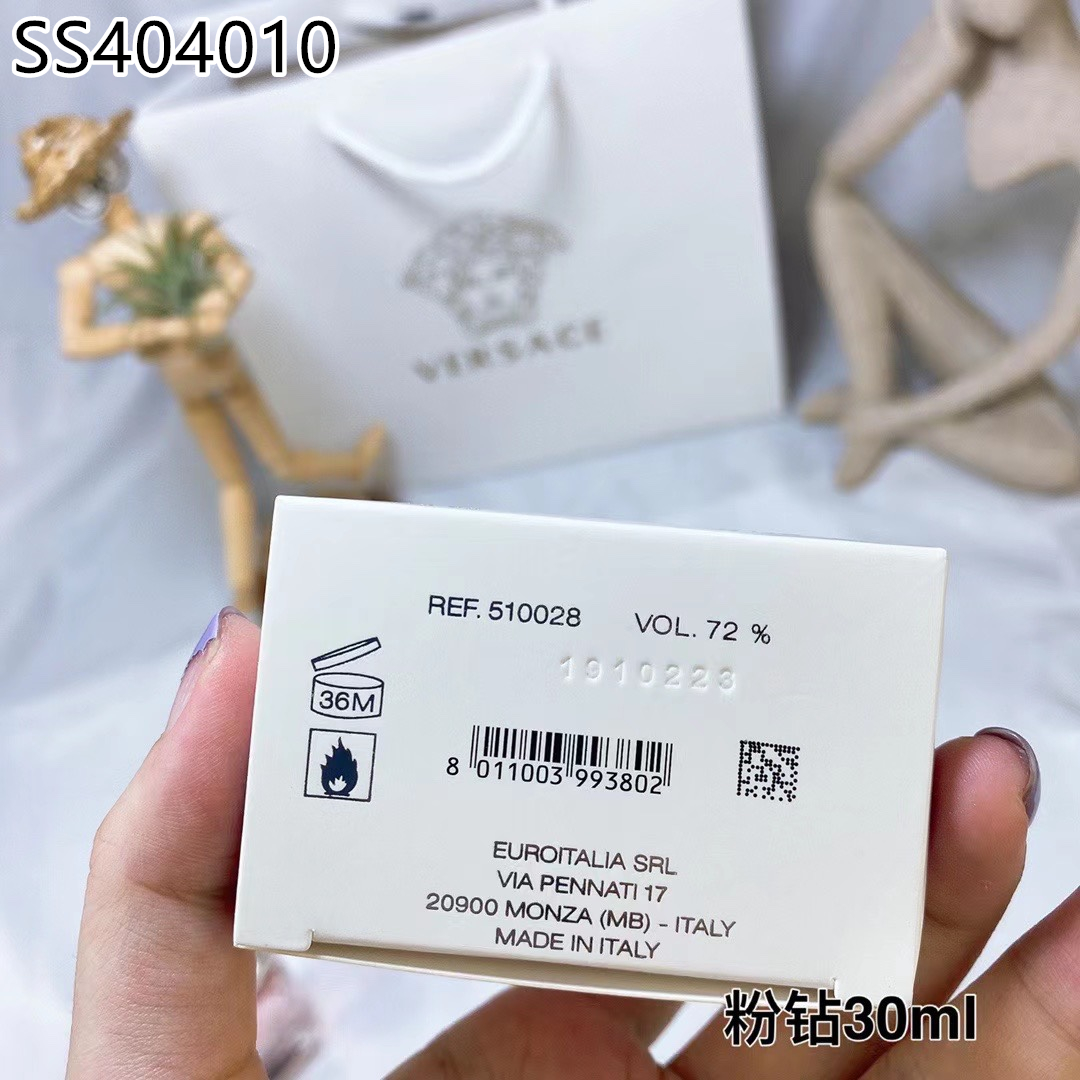 SS404010
VERSACE
REF. 510028 VOL. 72 %
1910223
36M
8 011003 993802
EUROITALIA SRL
VIA PENNATI 17
20900 MONZA (MB) - ITALY
MADE IN ITALY
粉钻30ml